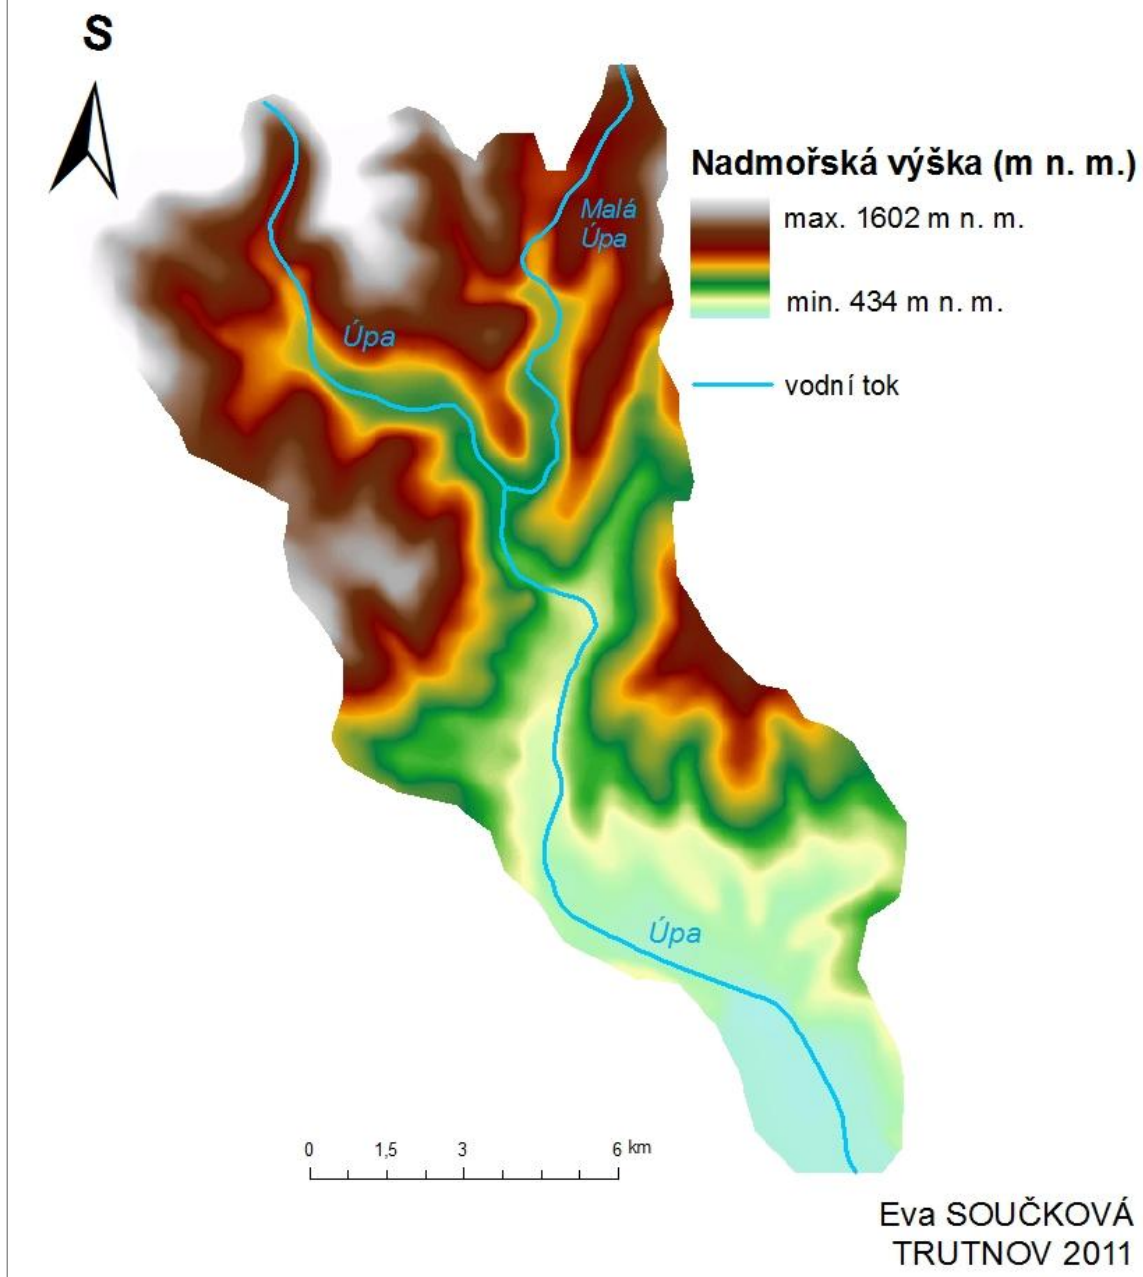 S
Nadmořská výška (m n. m.)
max. 1602 m n. m.
Malá
Úpa
min. 434 m n. m.
Úpa
vodní tok
Úpa
0 1,5 3 6 km
Eva SOUČKOVÁ
TRUTNOV 2011